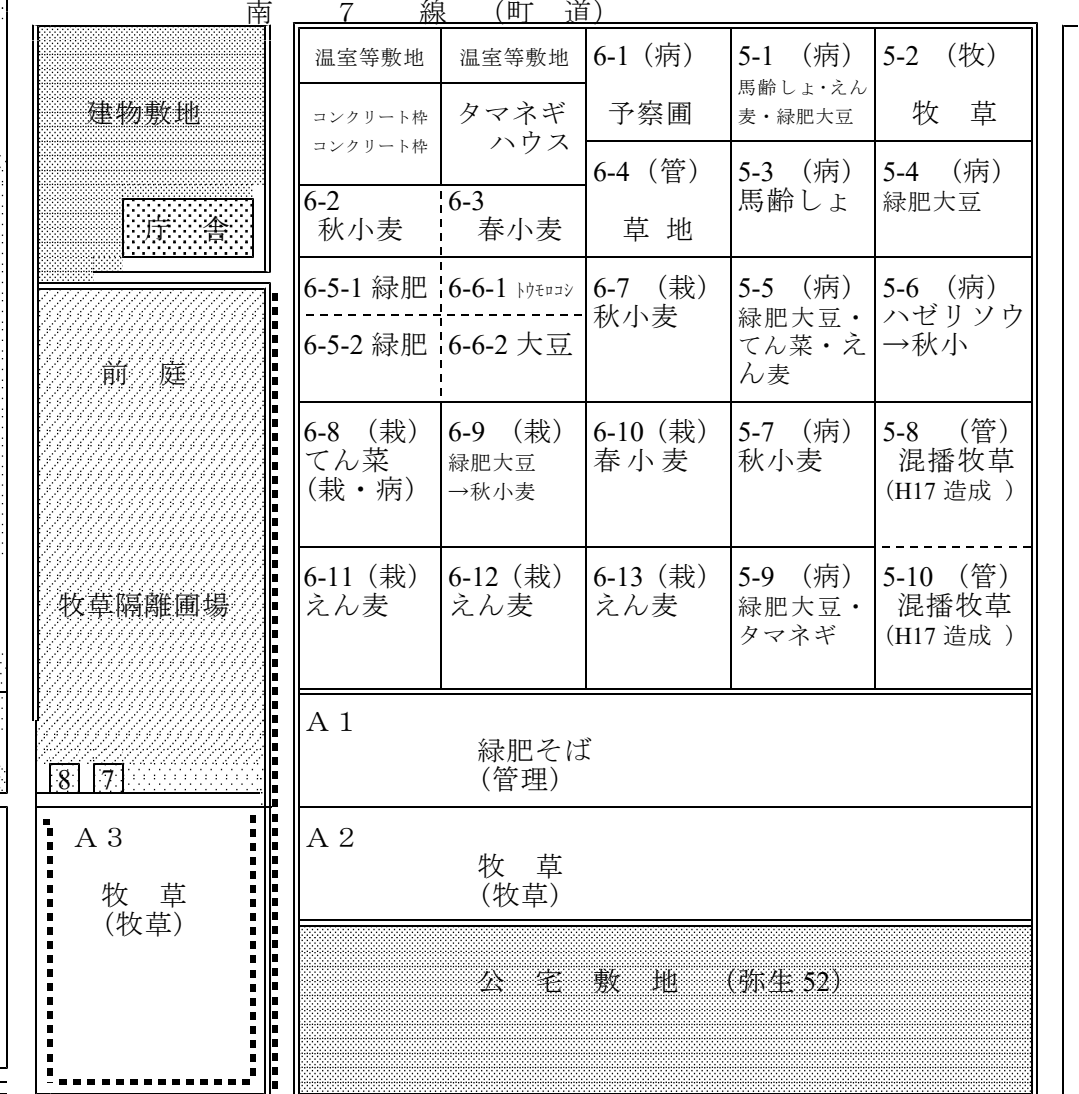 南　7　線　(町　道)
建物敷地
庁　舎
前　庭
牧草隔離圃場
8　7
A 3
牧　草
(牧草)
温室等敷地
コンクリート枠
コンクリート枠
温室等敷地
タマネギ
ハウス
6-1 (病)
予察圃
5-1 (病)
馬齢しょ・えん
麦・緑肥大豆
5-2 (牧)
牧　草
6-2
秋小麦
6-3
春小麦
6-4 (管)
草 地
5-3 (病)
馬齢しょ
5-4 (病)
緑肥大豆
6-5-1 緑肥
6-5-2 緑肥
6-6-1 ﾄｳﾓﾛｺｼ
6-6-2 大豆
6-7 (栽)
秋小麦
5-5 (病)
緑肥大豆・
てん菜・え
ん麦
5-6 (病)
ハゼリソウ
→秋小
6-8 (栽)
てん菜
(栽・病)
6-9 (栽)
緑肥大豆
→秋小麦
6-10 (栽)
春小麦
5-7 (病)
秋小麦
5-8 (管)
混播牧草
(H17 造成 )
6-11 (栽)
えん麦
6-12 (栽)
えん麦
6-13 (栽)
えん麦
5-9 (病)
緑肥大豆・
タマネギ
5-10 (管)
混播牧草
(H17 造成 )
A 1
緑肥そば
(管理)
A 2
牧　草
(牧草)
公　宅　敷　地　(弥生 52)